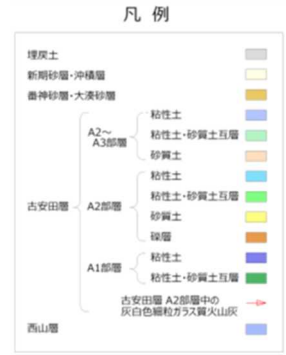 凡 例
埋戻土
新期砂層・沖積層
番神砂層・大湊砂層
古安田層
A2～
A3部層
粘性土
粘性土・砂質土互層
砂質土
A2部層
粘性土
粘性土・砂質土互層
砂質土
礫層
A1部層
粘性土
粘性土・砂質土互層
古安田層 A2部層中の
灰白色細粒ガラス質火山灰
西山層